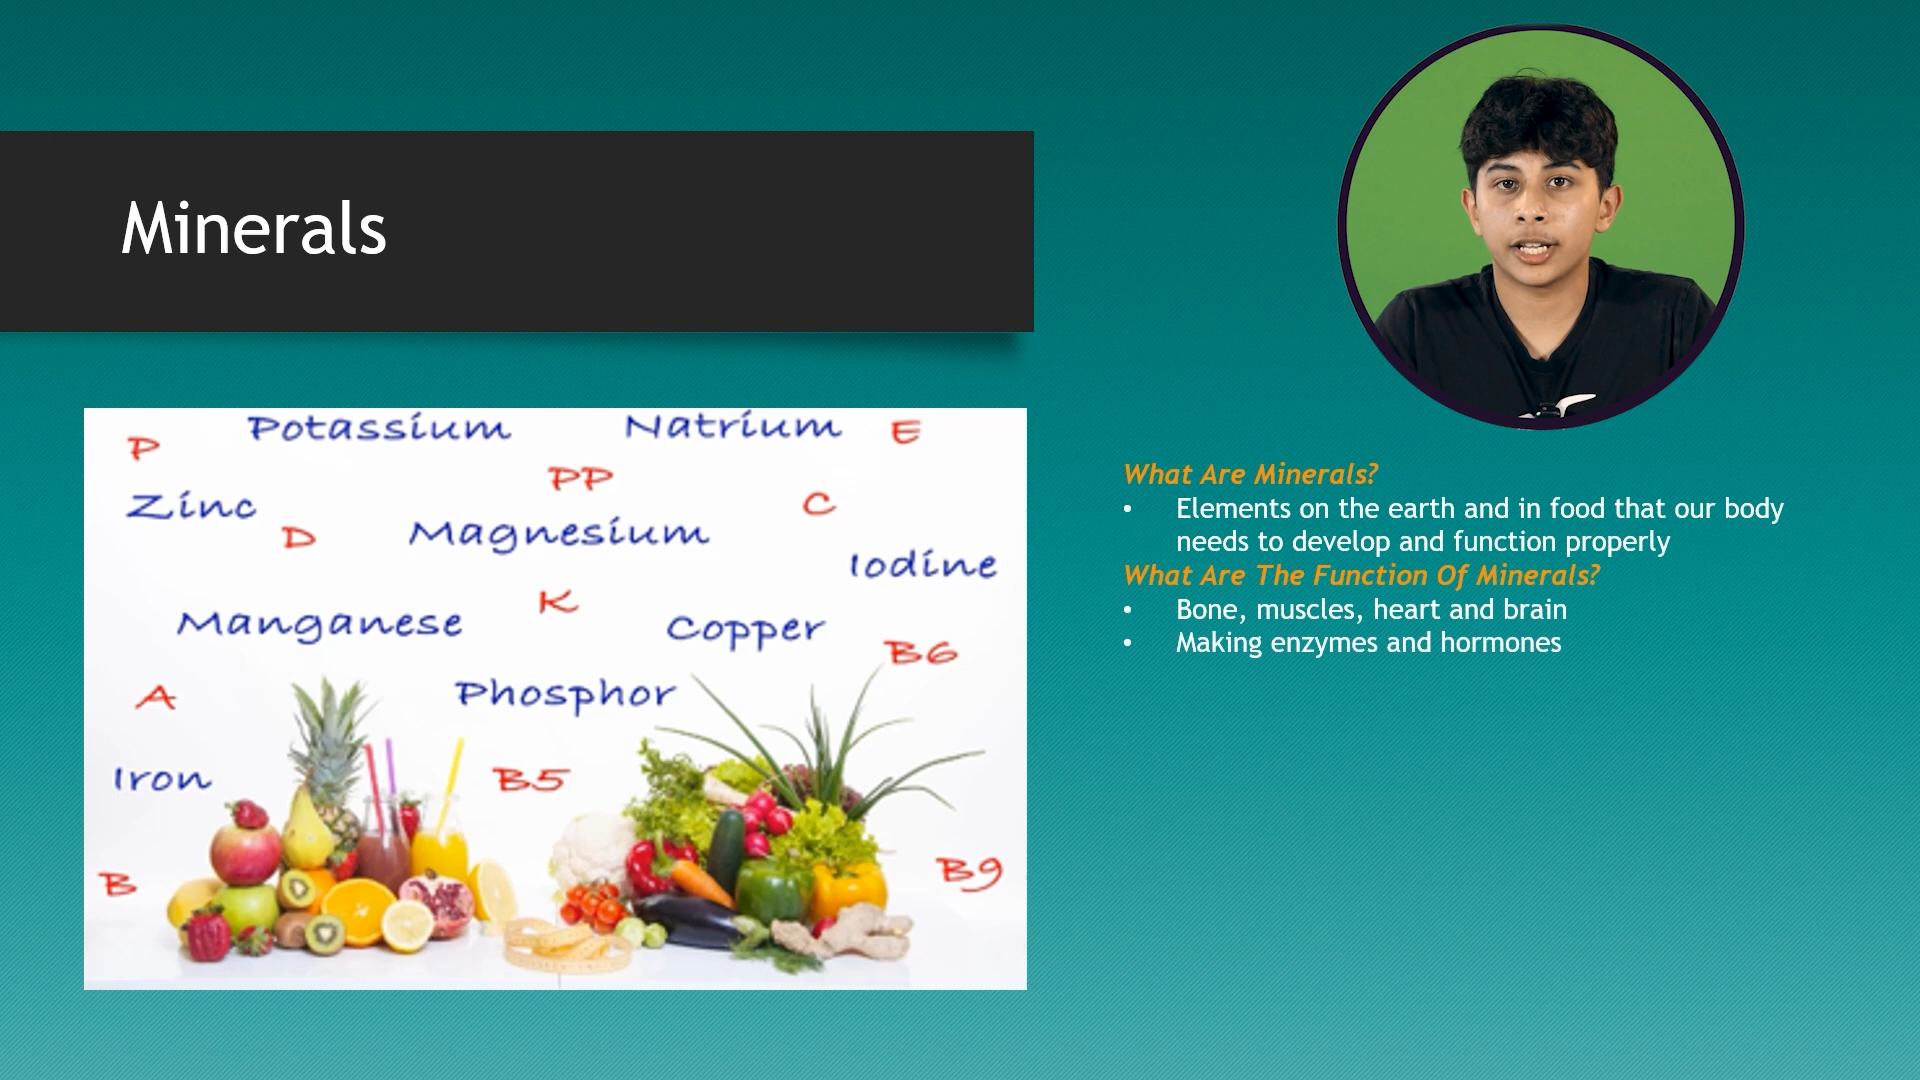 Minerals
P Potassium Natrium E
PP
Zinc C
D Magnesium
Iodine
K
Manganese Copper
B6
A Phosphor
Iron B5
B B9
What Are Minerals?
• Elements on the earth and in food that our body
needs to develop and function properly
What Are The Function Of Minerals?
• Bone, muscles, heart and brain
• Making enzymes and hormones